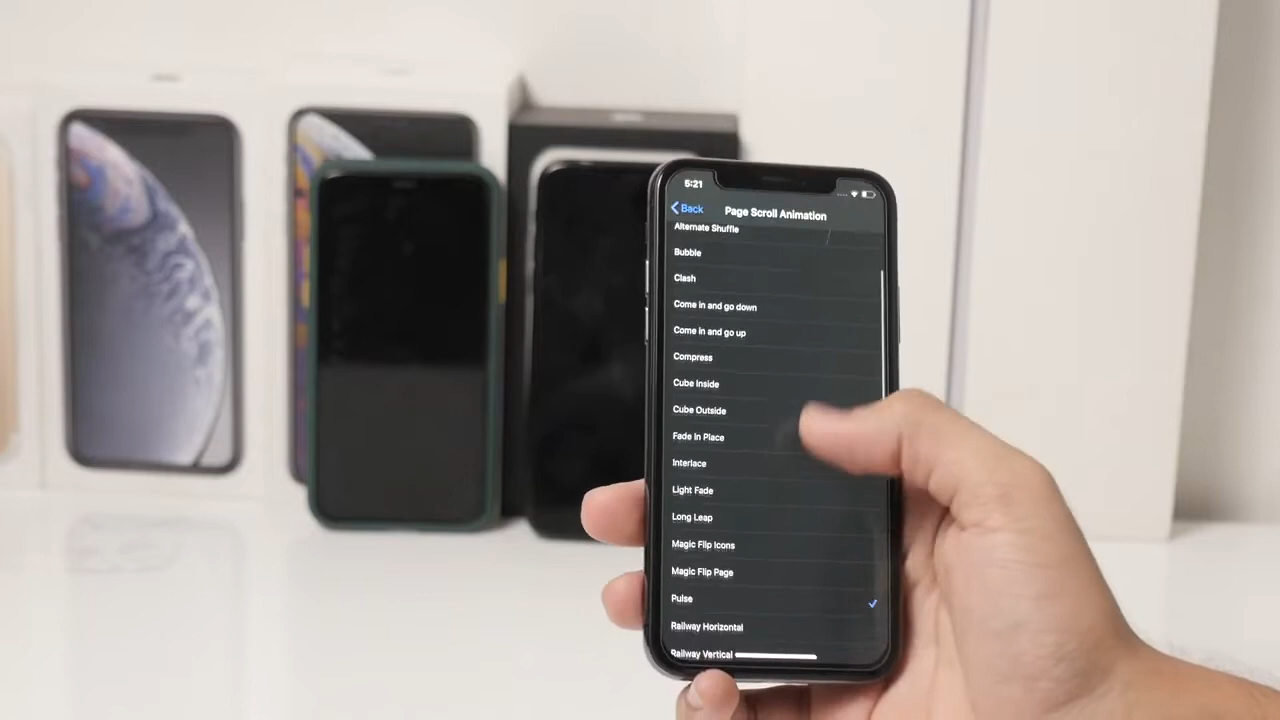 5:21
Back
Page Scroll Animation
Alternate Shuffle
Bubble
Clash
Come in and go down
Come in and go up
Compress
Cube Inside
Cube Outside
Fade In Place
Interlace
Light Fade
Long Leap
Magic Flip Icons
Magic Flip Page
Pulse
Railway Horizontal
Railway Vertical